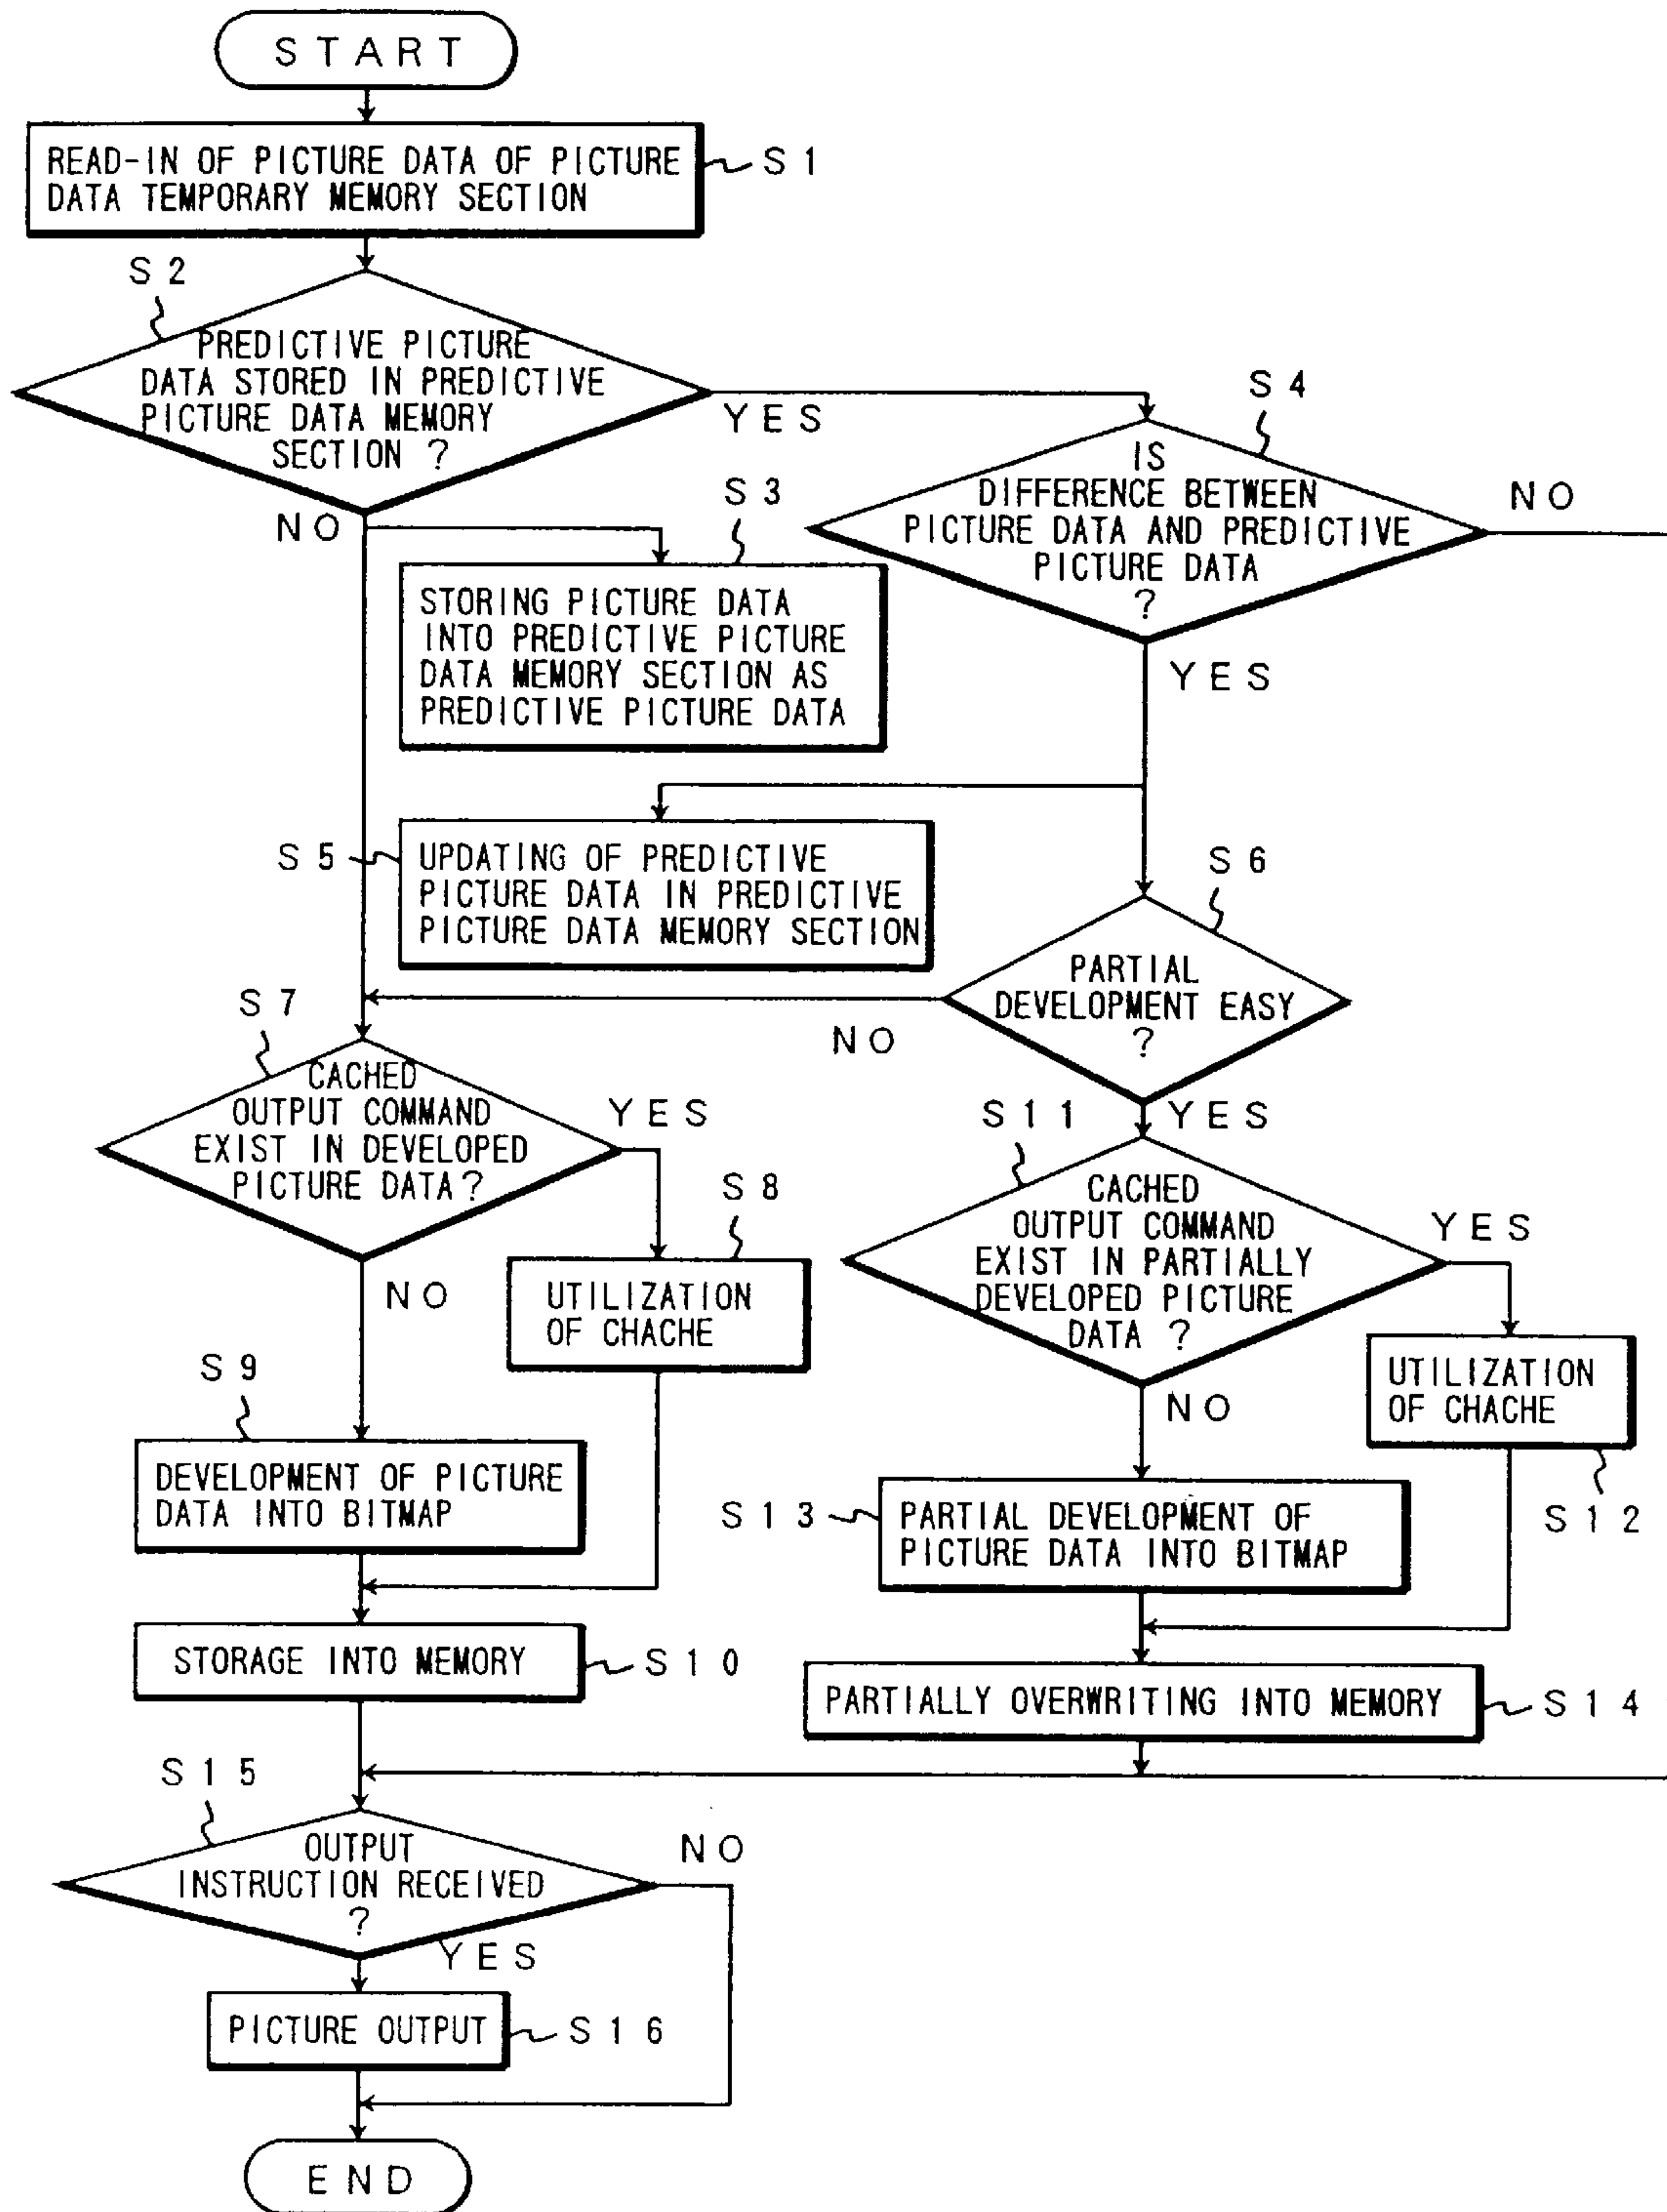 START
READ-IN OF PICTURE DATA OF PICTURE
DATA TEMPORARY MEMORY SECTION
S1
S2
PREDICTIVE PICTURE
DATA STORED IN PREDICTIVE
PICTURE DATA MEMORY
SECTION ?
YES
NO
S3
STORING PICTURE DATA
INTO PREDICTIVE PICTURE
DATA MEMORY SECTION AS
PREDICTIVE PICTURE DATA
S4
IS
DIFFERENCE BETWEEN
PICTURE DATA AND PREDICTIVE
PICTURE DATA
?
NO
YES
S5
UPDATING OF PREDICTIVE
PICTURE DATA IN PREDICTIVE
PICTURE DATA MEMORY SECTION
S6
PARTIAL
DEVELOPMENT EASY
?
NO
YES
S7
CACHED
OUTPUT COMMAND
EXIST IN DEVELOPED
PICTURE DATA?
YES
NO
S8
UTILIZATION
OF CHACHE
S9
DEVELOPMENT OF PICTURE
DATA INTO BITMAP
STORAGE INTO MEMORY
S10
S11
CACHED
OUTPUT COMMAND
EXIST IN PARTIALLY
DEVELOPED PICTURE
DATA ?
YES
NO
UTILIZATION
OF CHACHE
S12
S13
PARTIAL DEVELOPMENT OF
PICTURE DATA INTO BITMAP
PARTIALLY OVERWRITING INTO MEMORY
S14
S15
OUTPUT
INSTRUCTION RECEIVED
?
NO
YES
PICTURE OUTPUT
S16
END